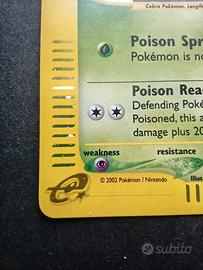 Cobra Pokémon. Length
Poison Spr
Pokémon is no
Poison Rea
Defending Poké
Poisoned, this a
damage plus 20
weakness resistance
Illus
© 2002 Pokémon / Nintendo
subito